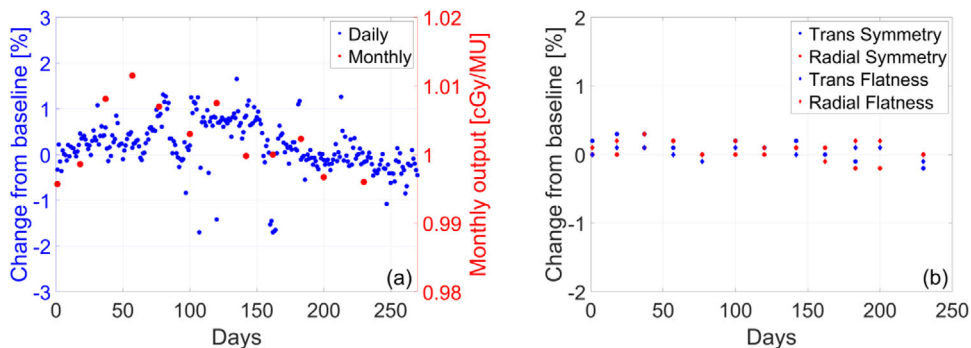 Change from baseline [%]
3
2
1
0
-1
-2
-3
0 50 100 150 200 250
Days
1.02
1.01
1
0.99
0.98
Monthly output [cGy/MU]
Daily
Monthly
(a)
Change from baseline [%]
2
1
0
-1
-2
0 50 100 150 200 250
Days
Trans Symmetry
Radial Symmetry
Trans Flatness
Radial Flatness
(b)